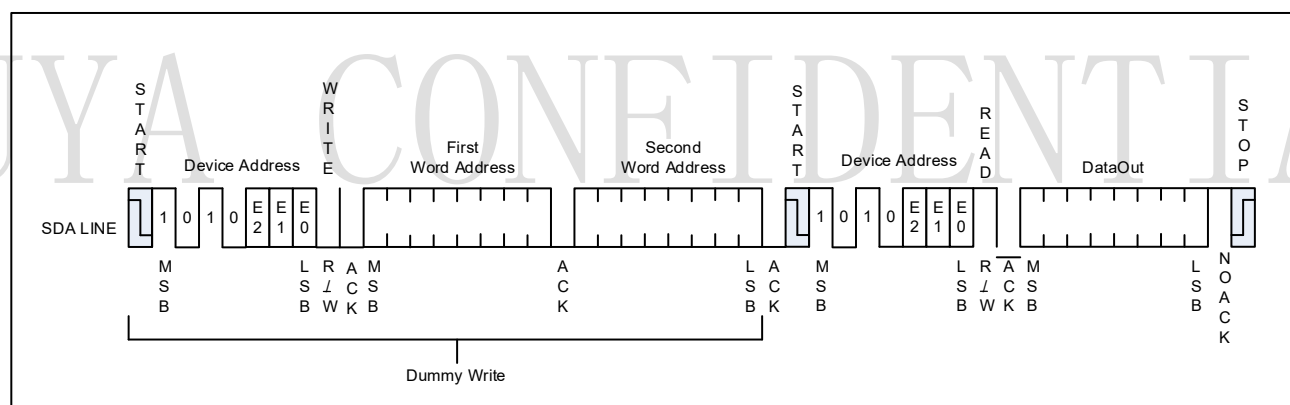 UYA CONFIDENTIA
START
WRITE
START
READ
STOP
Device Address
First
Word Address
Second
Word Address
Device Address
DataOut
SDA LINE
1 0 1 0 E2 E1 E0
1 0 1 0 E2 E1 E0
MSB
LSB
R/W
ACK
MSB
ACK
LSB
ACK
MSB
LSB
R/W
ACK
MSB
LSB
NOACK
Dummy Write